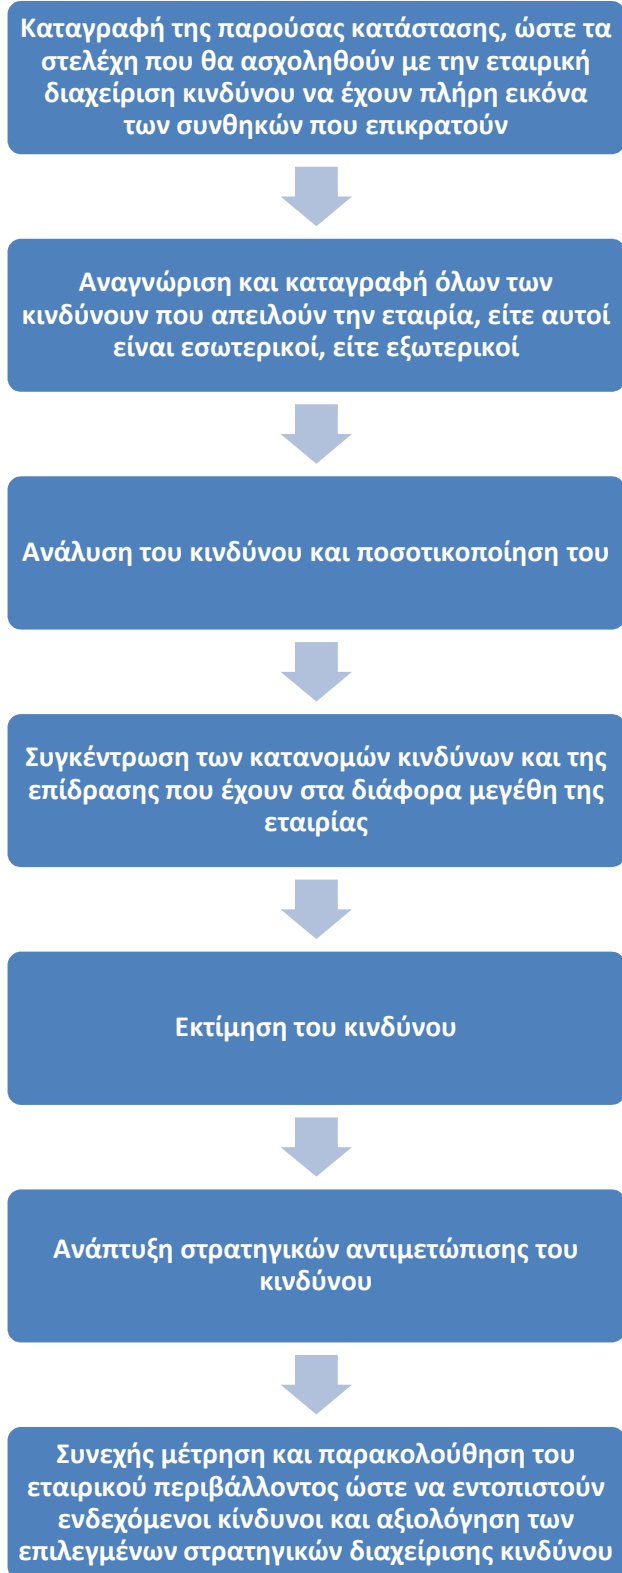 Καταγραφή της παρούσας κατάστασης, ώστε τα
στελέχη που θα ασχοληθούν με την εταιρική
διαχείριση κινδύνου να έχουν πλήρη εικόνα
των συνθηκών που επικρατούν
Αναγνώριση και καταγραφή όλων των
κινδύνουν που απειλούν την εταιρία, είτε αυτοί
είναι εσωτερικοί, είτε εξωτερικοί
Ανάλυση του κινδύνου και ποσοτικοποίηση του
Συγκέντρωση των κατανομών κινδύνων και της
επίδρασης που έχουν στα διάφορα μεγέθη της
εταιρίας
Εκτίμηση του κινδύνου
Ανάπτυξη στρατηγικών αντιμετώπισης του
κινδύνου
Συνεχής μέτρηση και παρακολούθηση του
εταιρικού περιβάλλοντος ώστε να εντοπιστούν
ενδεχόμενοι κίνδυνοι και αξιολόγηση των
επιλεγμένων στρατηγικών διαχείρισης κινδύνου